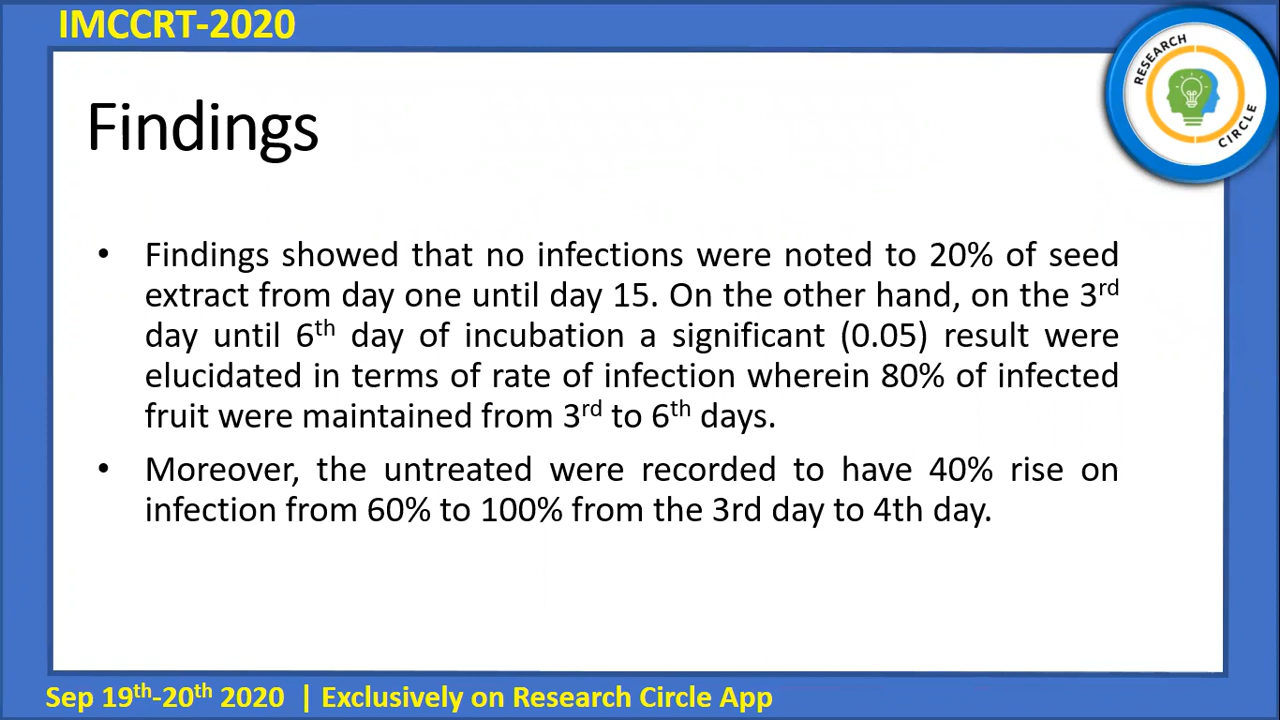 IMCCRT-2020
RESEARCH
CIRCLE
Findings
• Findings showed that no infections were noted to 20% of seed
extract from day one until day 15. On the other hand, on the 3rd
day until 6th day of incubation a significant (0.05) result were
elucidated in terms of rate of infection wherein 80% of infected
fruit were maintained from 3rd to 6th days.
• Moreover, the untreated were recorded to have 40% rise on
infection from 60% to 100% from the 3rd day to 4th day.
Sep 19th-20th 2020 | Exclusively on Research Circle App